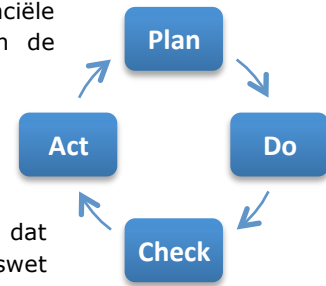 nciële
n de
Plan
Act
Do
dat
swet
Check